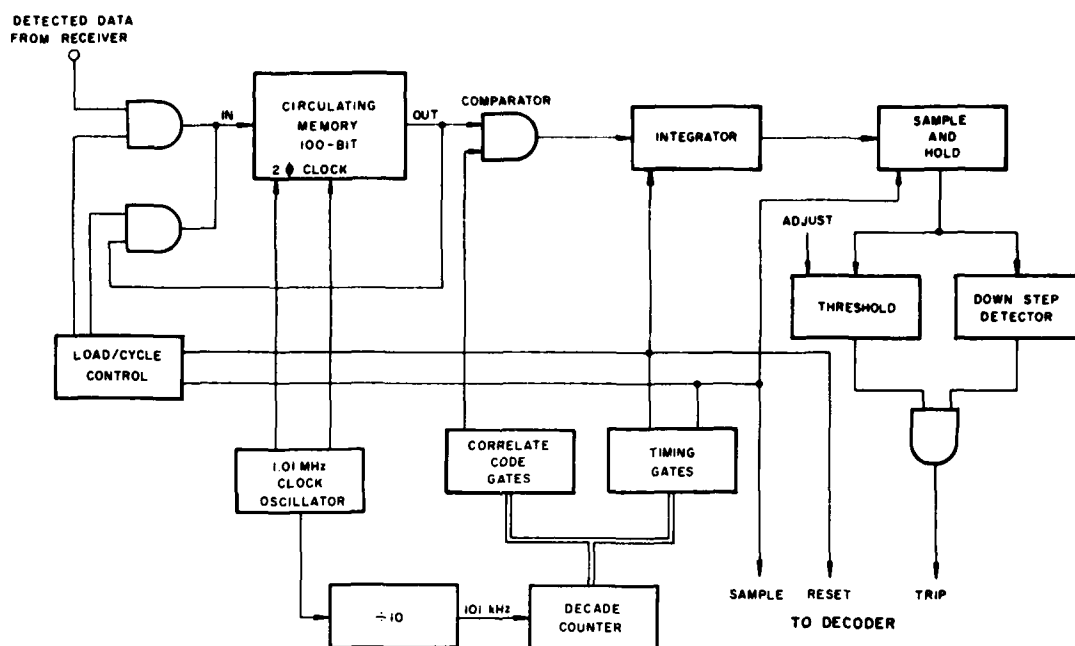 DETECTED DATA
FROM RECEIVER
IN
CIRCULATING
MEMORY
100-BIT
2 ϕ CLOCK
OUT
COMPARATOR
INTEGRATOR
SAMPLE
AND
HOLD
ADJUST
THRESHOLD
DOWN STEP
DETECTOR
LOAD/CYCLE
CONTROL
1.01 MHz
CLOCK
OSCILLATOR
CORRELATE
CODE
GATES
TIMING
GATES
÷10
101 kHz
DECADE
COUNTER
SAMPLE
RESET
TRIP
TO DECODER